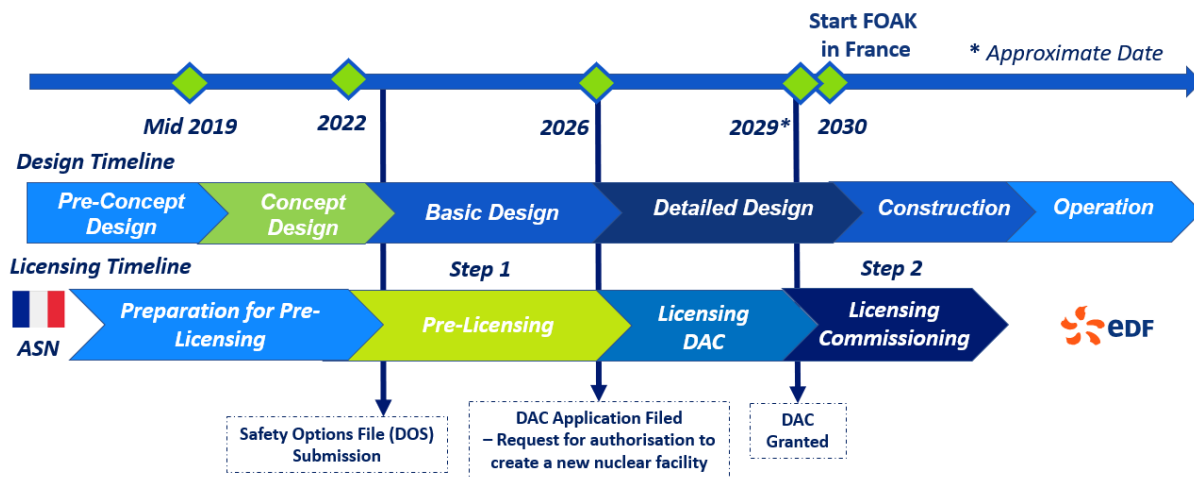 Start FOAK
in France
* Approximate Date
Mid 2019
2022
2026
2029*
2030
Design Timeline
Pre-Concept
Design
Concept
Design
Basic Design
Detailed Design
Construction
Operation
Licensing Timeline
Step 1
Step 2
ASN
Preparation for Pre-
Licensing
Pre-Licensing
Licensing
DAC
Licensing
Commissioning
eDF
Safety Options File (DOS)
Submission
DAC Application Filed
– Request for authorisation to
create a new nuclear facility
DAC
Granted